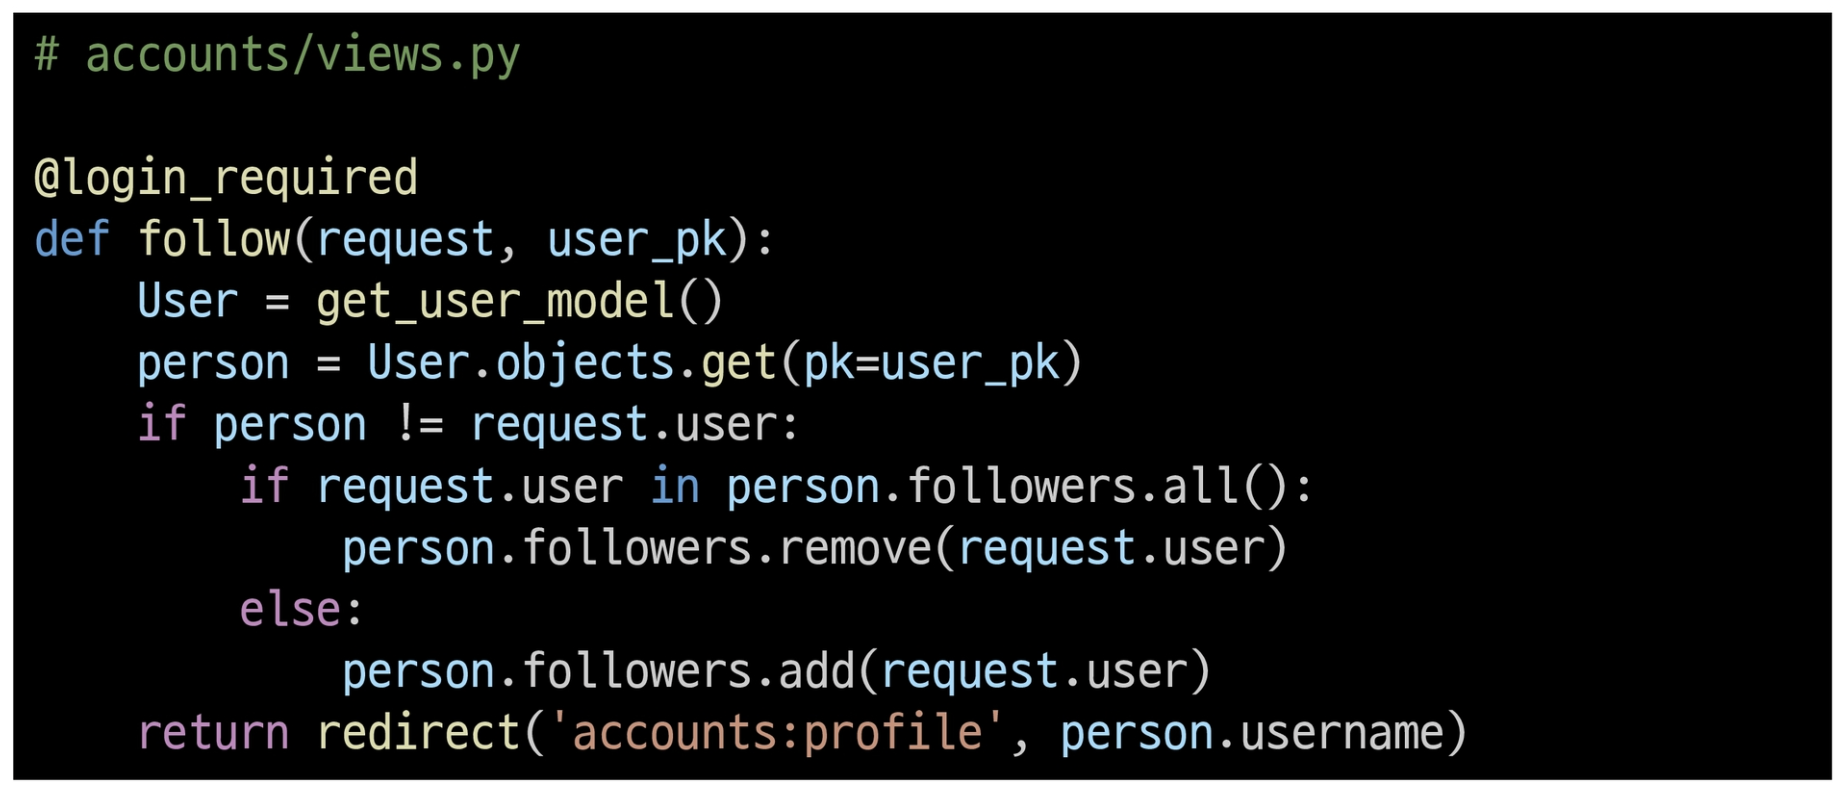 # accounts/views.py
@login_required
def follow(request, user_pk):
    User = get_user_model()
    person = User.objects.get(pk=user_pk)
    if person != request.user:
        if request.user in person.followers.all():
            person.followers.remove(request.user)
        else:
            person.followers.add(request.user)
    return redirect('accounts:profile', person.username)